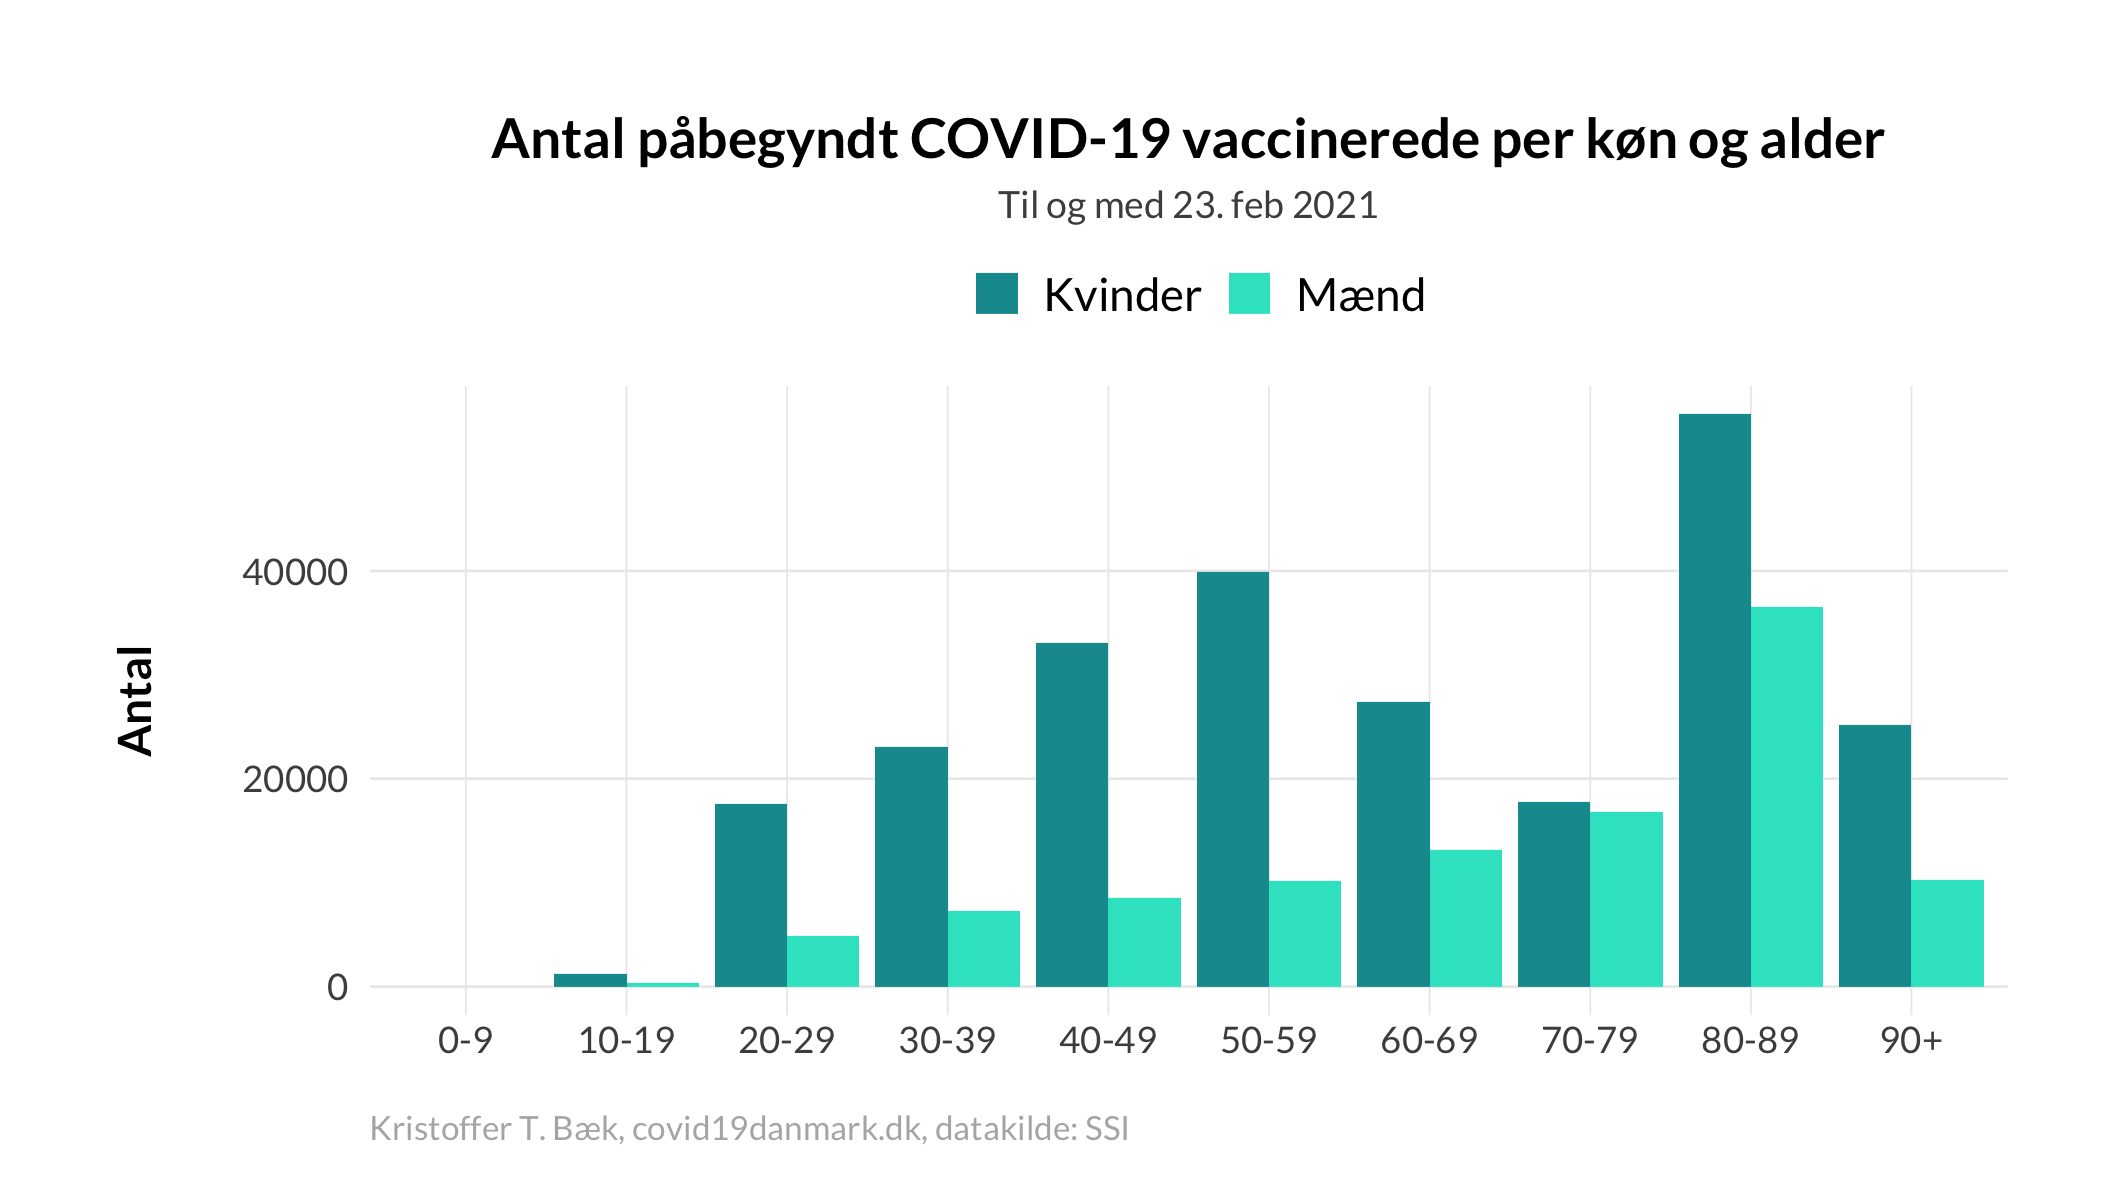 Antal påbegyndt COVID-19 vaccinerede per køn og alder
Til og med 23. feb 2021
Kvinder Mænd
Antal
40000
20000
0
0-9 10-19 20-29 30-39 40-49 50-59 60-69 70-79 80-89 90+
Kristoffer T. Bæk, covid19danmark.dk, datakilde: SSI